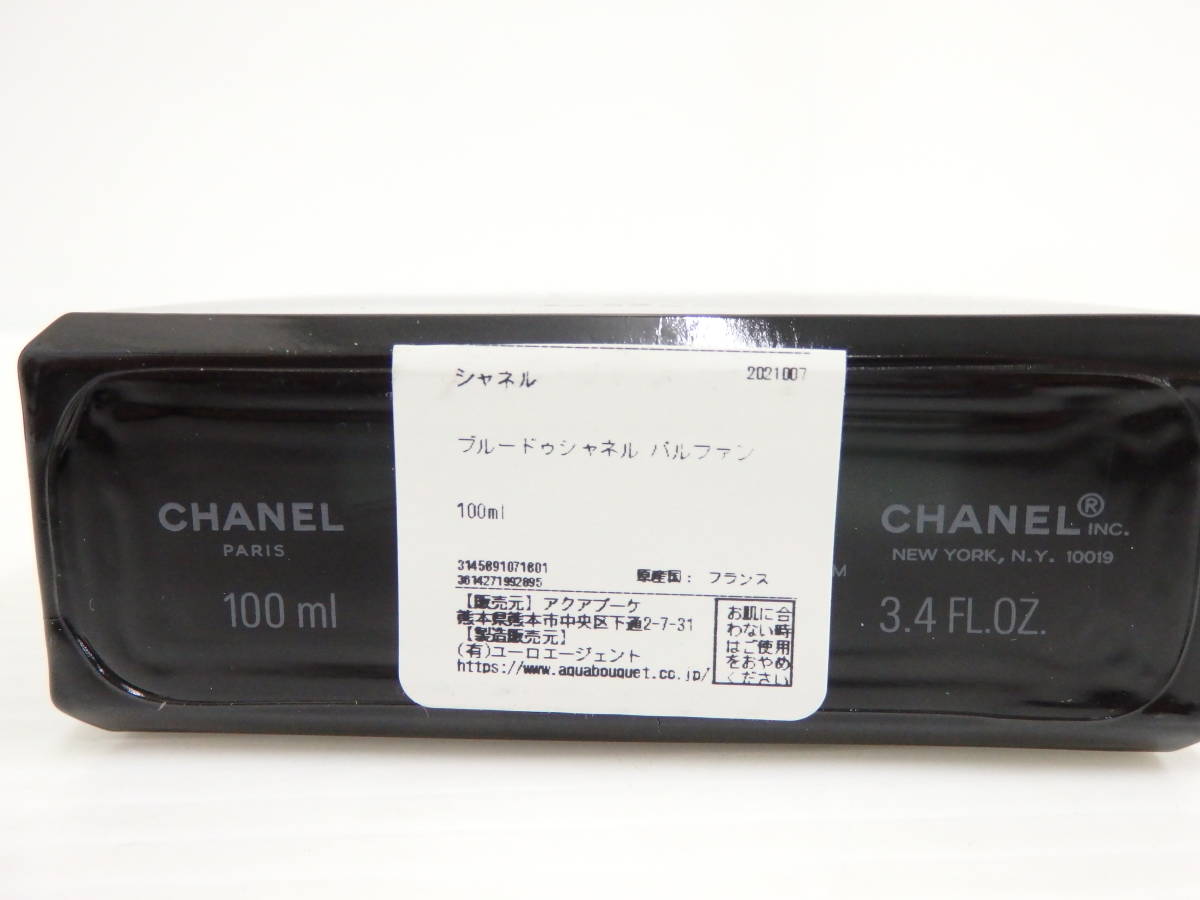 シャネル 2021007
ブルードゥシャネル パルファン
100ml
3145891071801
3614271992895
原産国： フランス
【販売元】アクアブーケ
熊本県熊本市中央区下通2-7-31
【製造販売元】
(有)ユーロエージェント
https://www.aquabouquet.co.jp/
お肌に合
わない時
はご使用
をおやめ
ください
CHANEL
PARIS
100 ml
CHANEL® INC.
NEW YORK, N.Y. 10019
M
3.4 FL.OZ.